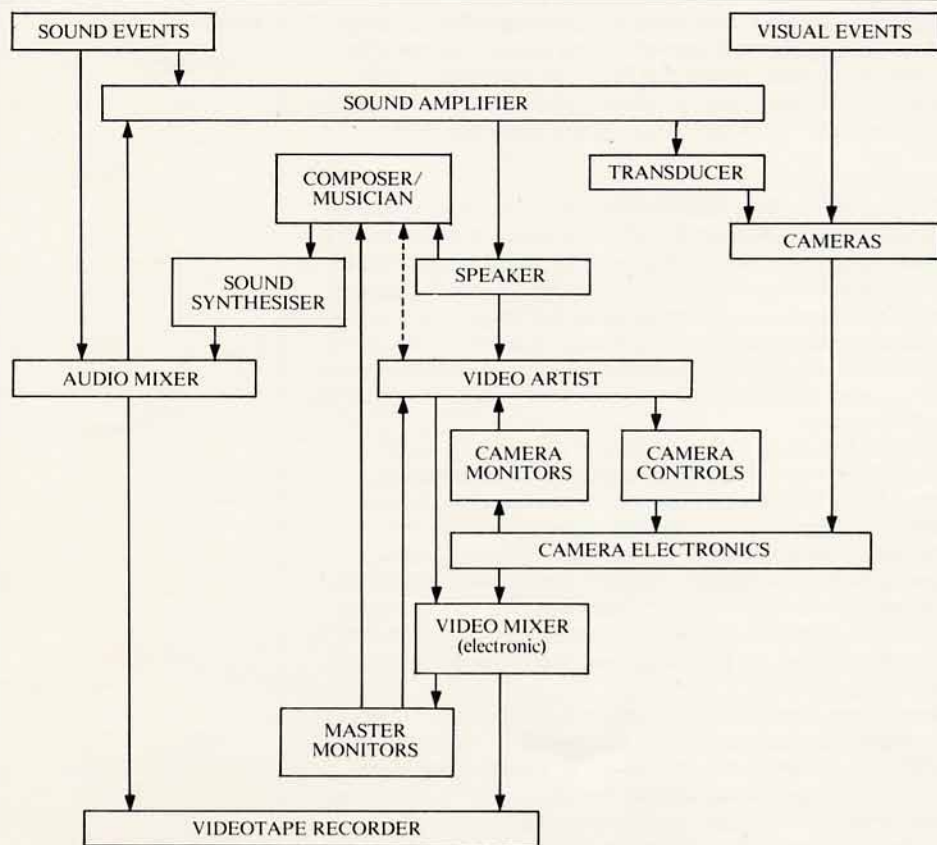 SOUND EVENTS
VISUAL EVENTS
SOUND AMPLIFIER
COMPOSER/
MUSICIAN
TRANSDUCER
CAMERAS
SOUND
SYNTHESISER
SPEAKER
AUDIO MIXER
VIDEO ARTIST
CAMERA
MONITORS
CAMERA
CONTROLS
CAMERA ELECTRONICS
VIDEO MIXER
(electronic)
MASTER
MONITORS
VIDEOTAPE RECORDER